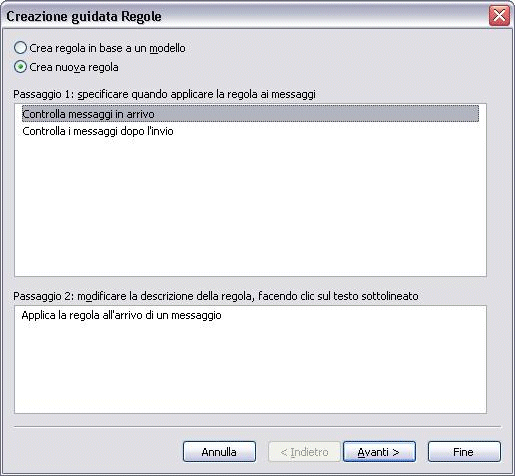 Creazione guidata Regole
Crea regola in base a un modello
Crea nuova regola
Passaggio 1: specificare quando applicare la regola ai messaggi
Controlla messaggi in arrivo
Controlla i messaggi dopo l'invio
Passaggio 2: modificare la descrizione della regola, facendo clic sul testo sottolineato
Applica la regola all'arrivo di un messaggio
Annulla
< Indietro
Avanti >
Fine